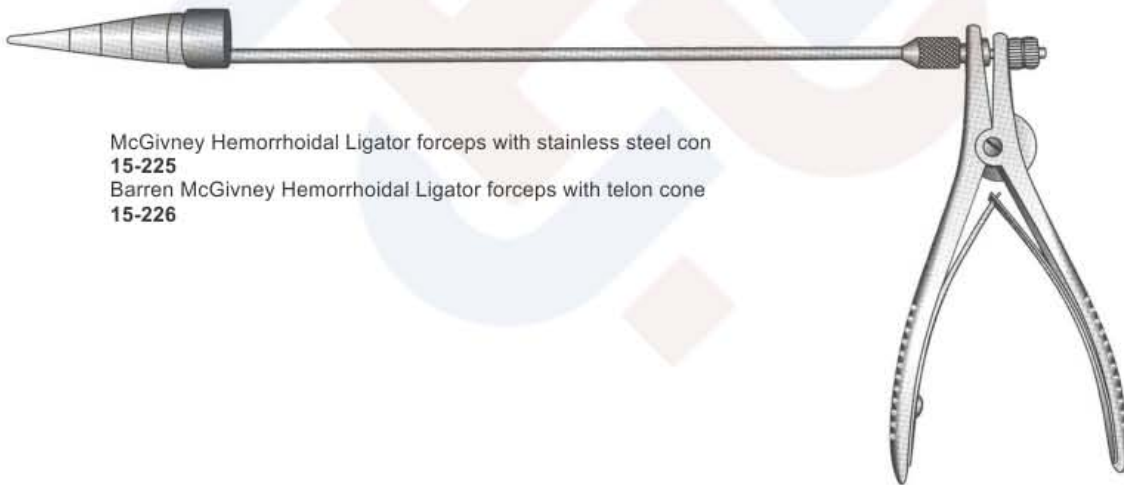 McGivney Hemorrhoidal Ligator forceps with stainless steel con
15-225
Barren McGivney Hemorrhoidal Ligator forceps with telon cone
15-226